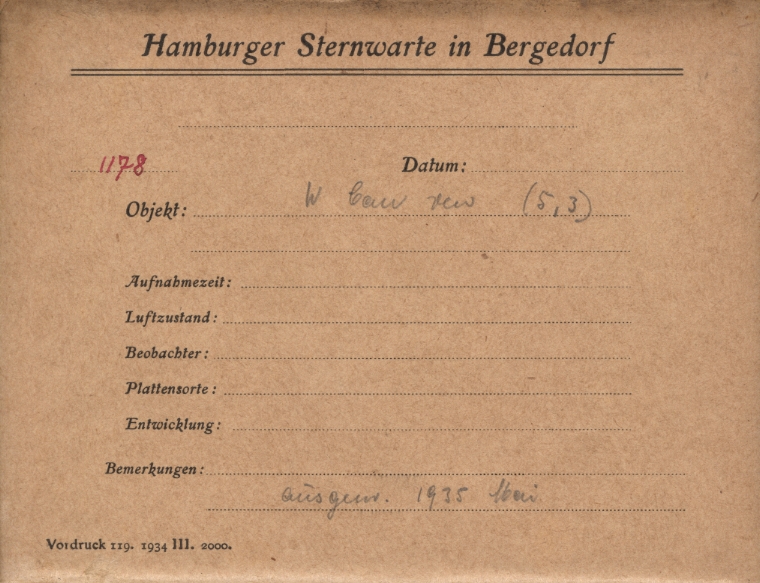 Hamburger Sternwarte in Bergedorf
1178 Datum:
Objekt: W Can ven (5,3)
Aufnahmezeit:
Luftzustand:
Beobachter:
Plattensorte:
Entwicklung:
Bemerkungen:
ausgem. 1935 Mai
Vordruck 119. 1934 III. 2000.